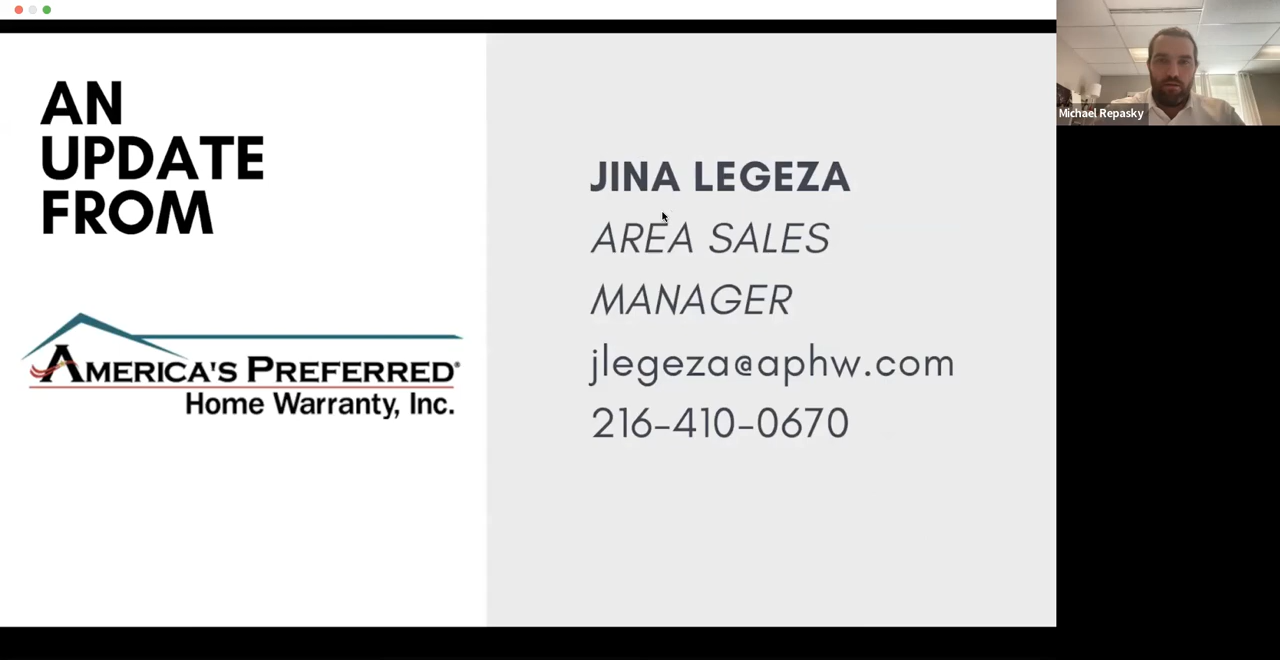 AN
UPDATE
FROM
AMERICA'S PREFERRED®
Home Warranty, Inc.
JINA LEGEZA
AREA SALES
MANAGER
jlegeza@aphw.com
216-410-0670
Michael Repasky